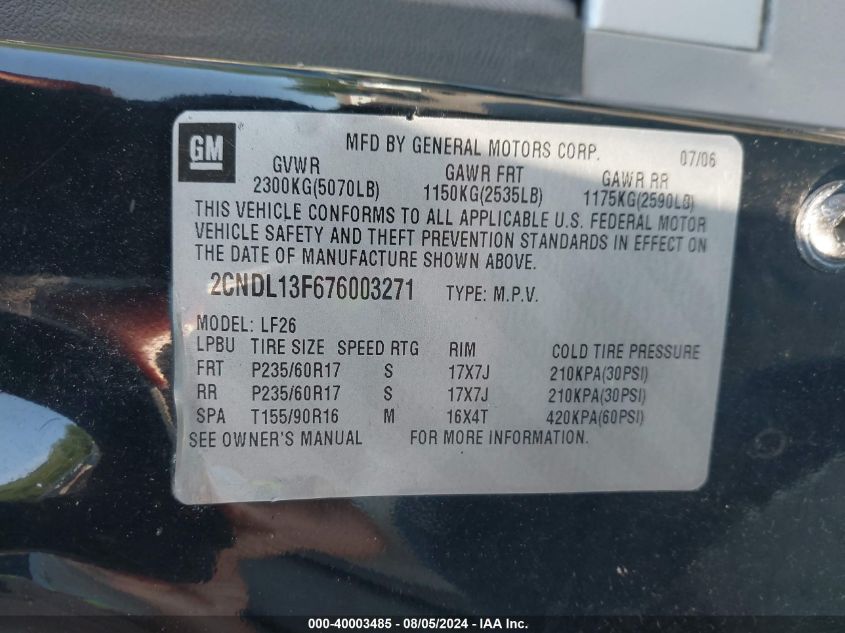 GM
MFD BY GENERAL MOTORS CORP. 07/06
GVWR GAWR FRT GAWR RR
2300KG(5070LB) 1150KG(2535LB) 1175KG(2590LB)
THIS VEHICLE CONFORMS TO ALL APPLICABLE U.S. FEDERAL MOTOR
VEHICLE SAFETY AND THEFT PREVENTION STANDARDS IN EFFECT ON
THE DATE OF MANUFACTURE SHOWN ABOVE.
2CNDL13F676003271 TYPE: M.P.V.
MODEL: LF26
LPBU TIRE SIZE SPEED RTG RIM COLD TIRE PRESSURE
FRT P235/60R17 S 17X7J 210KPA(30PSI)
RR P235/60R17 S 17X7J 210KPA(30PSI)
SPA T155/90R16 M 16X4T 420KPA(60PSI)
SEE OWNER'S MANUAL FOR MORE INFORMATION.
000-40003485 - 08/05/2024 - IAA Inc.